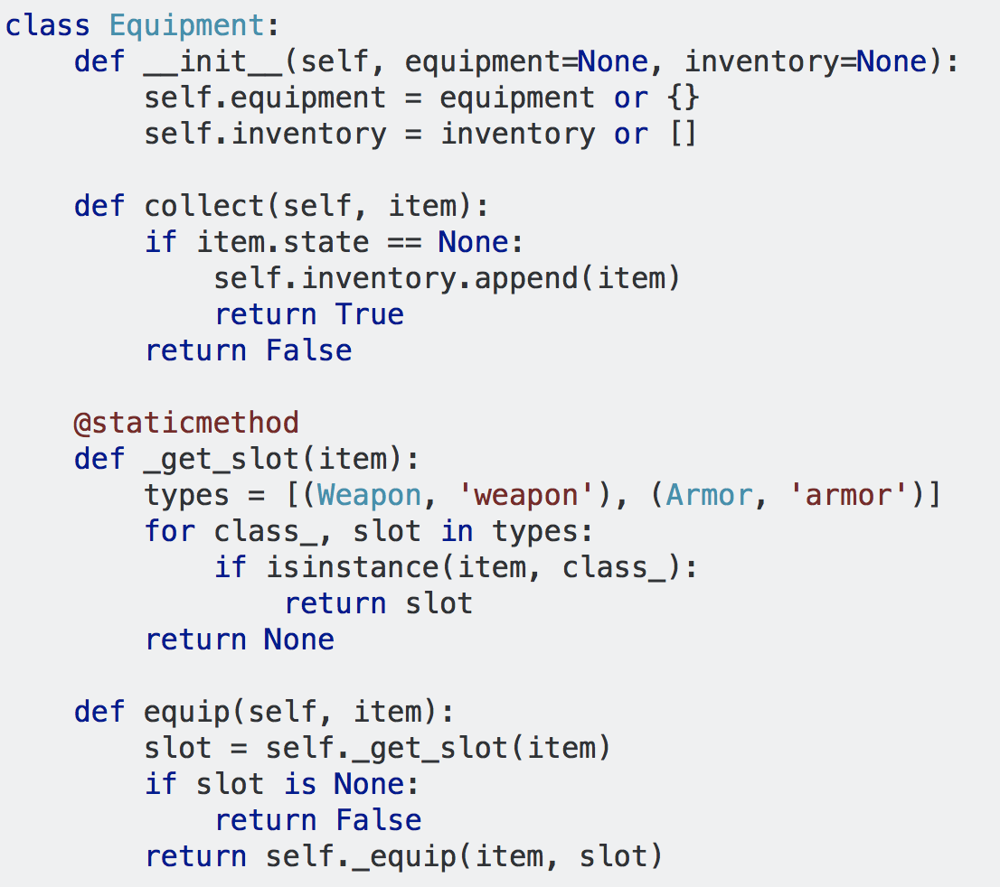 class Equipment:
    def __init__(self, equipment=None, inventory=None):
        self.equipment = equipment or {}
        self.inventory = inventory or []

    def collect(self, item):
        if item.state == None:
            self.inventory.append(item)
            return True
        return False

    @staticmethod
    def _get_slot(item):
        types = [(Weapon, 'weapon'), (Armor, 'armor')]
        for class_, slot in types:
            if isinstance(item, class_):
                return slot
        return None

    def equip(self, item):
        slot = self._get_slot(item)
        if slot is None:
            return False
        return self._equip(item, slot)